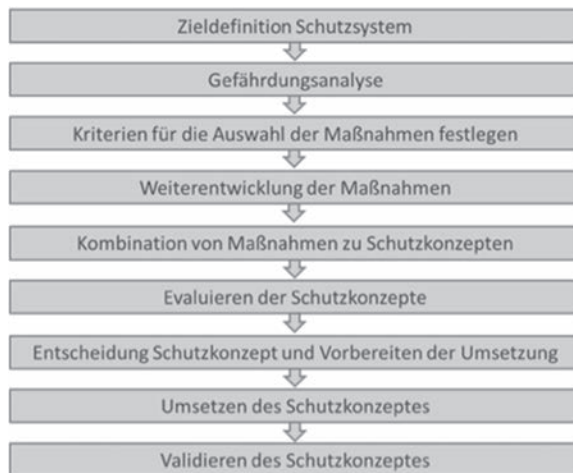 Zieldefinition Schutzsystem
Gefährdungsanalyse
Kriterien für die Auswahl der Maßnahmen festlegen
Weiterentwicklung der Maßnahmen
Kombination von Maßnahmen zu Schutzkonzepten
Evaluieren der Schutzkonzepte
Entscheidung Schutzkonzept und Vorbereiten der Umsetzung
Umsetzen des Schutzkonzeptes
Validieren des Schutzkonzeptes